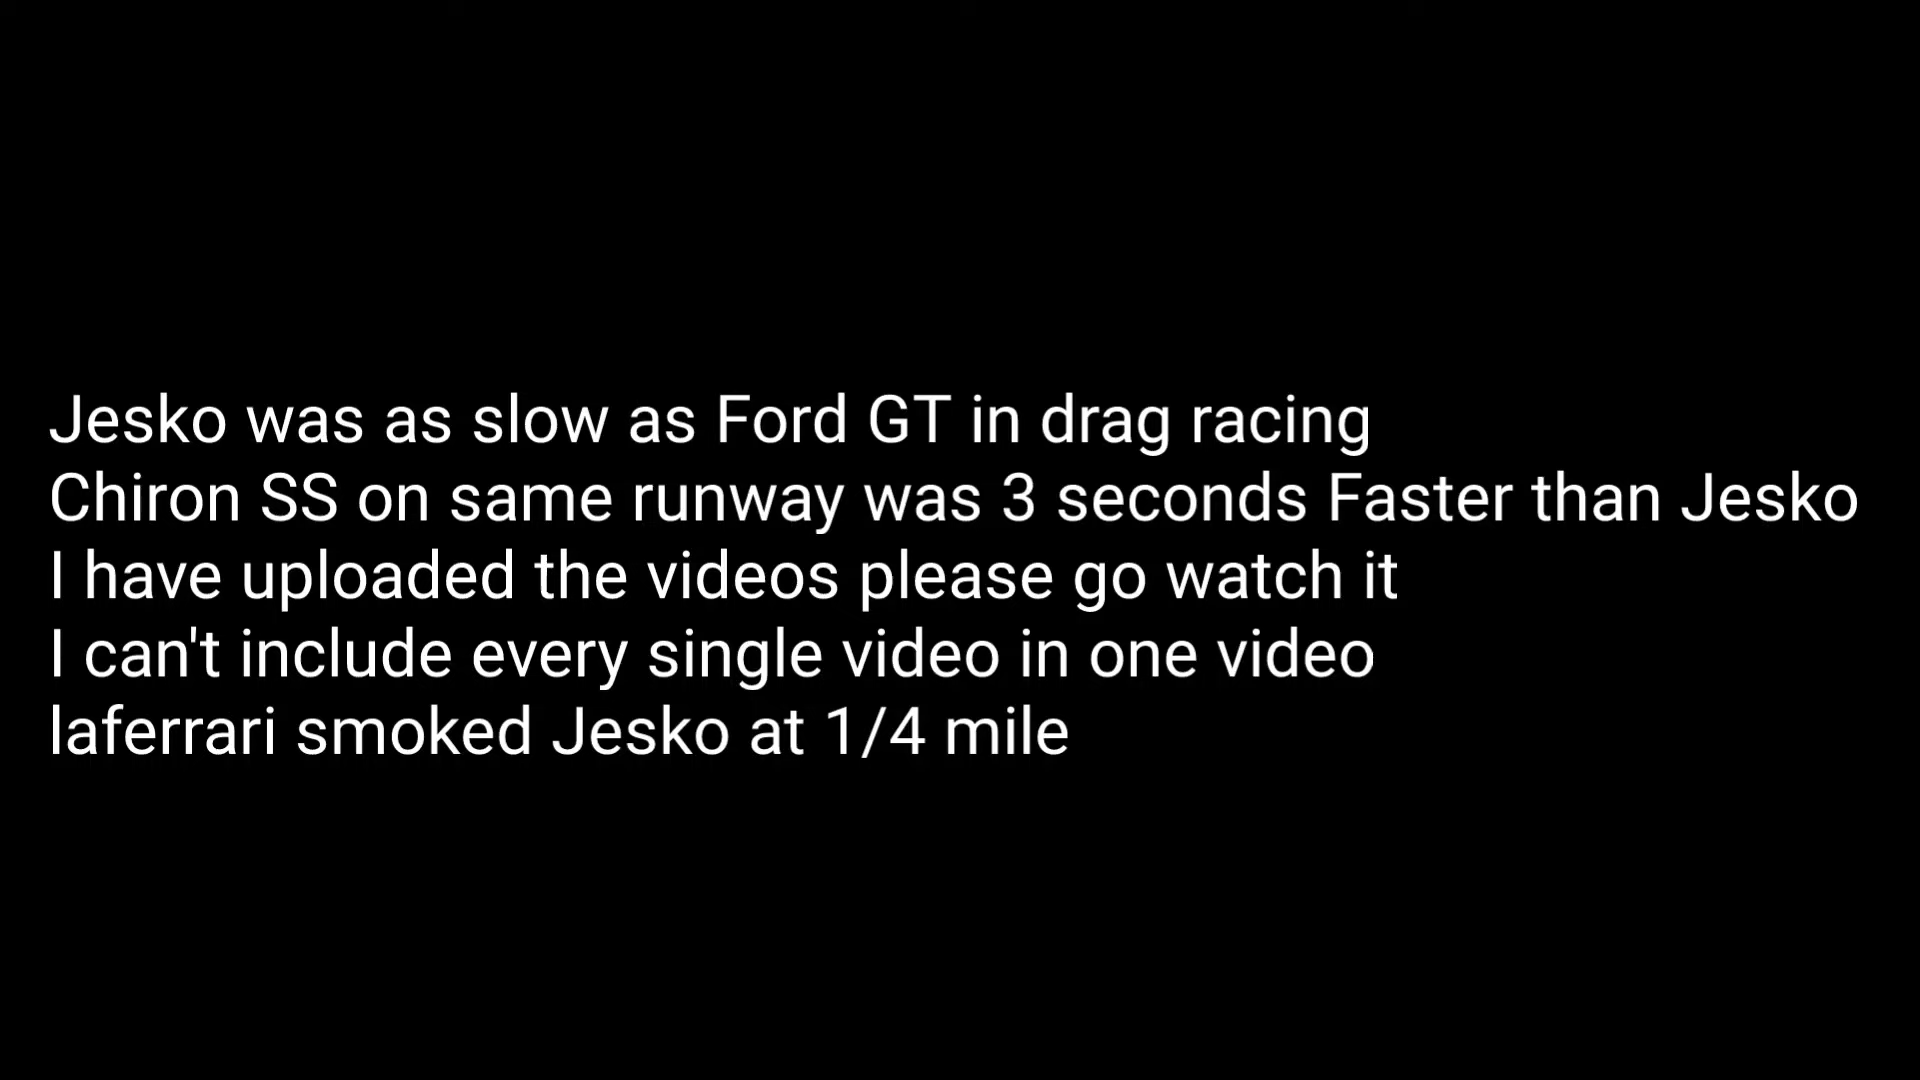 Jesko was as slow as Ford GT in drag racing
Chiron SS on same runway was 3 seconds Faster than Jesko
I have uploaded the videos please go watch it
I can't include every single video in one video
laferrari smoked Jesko at 1/4 mile